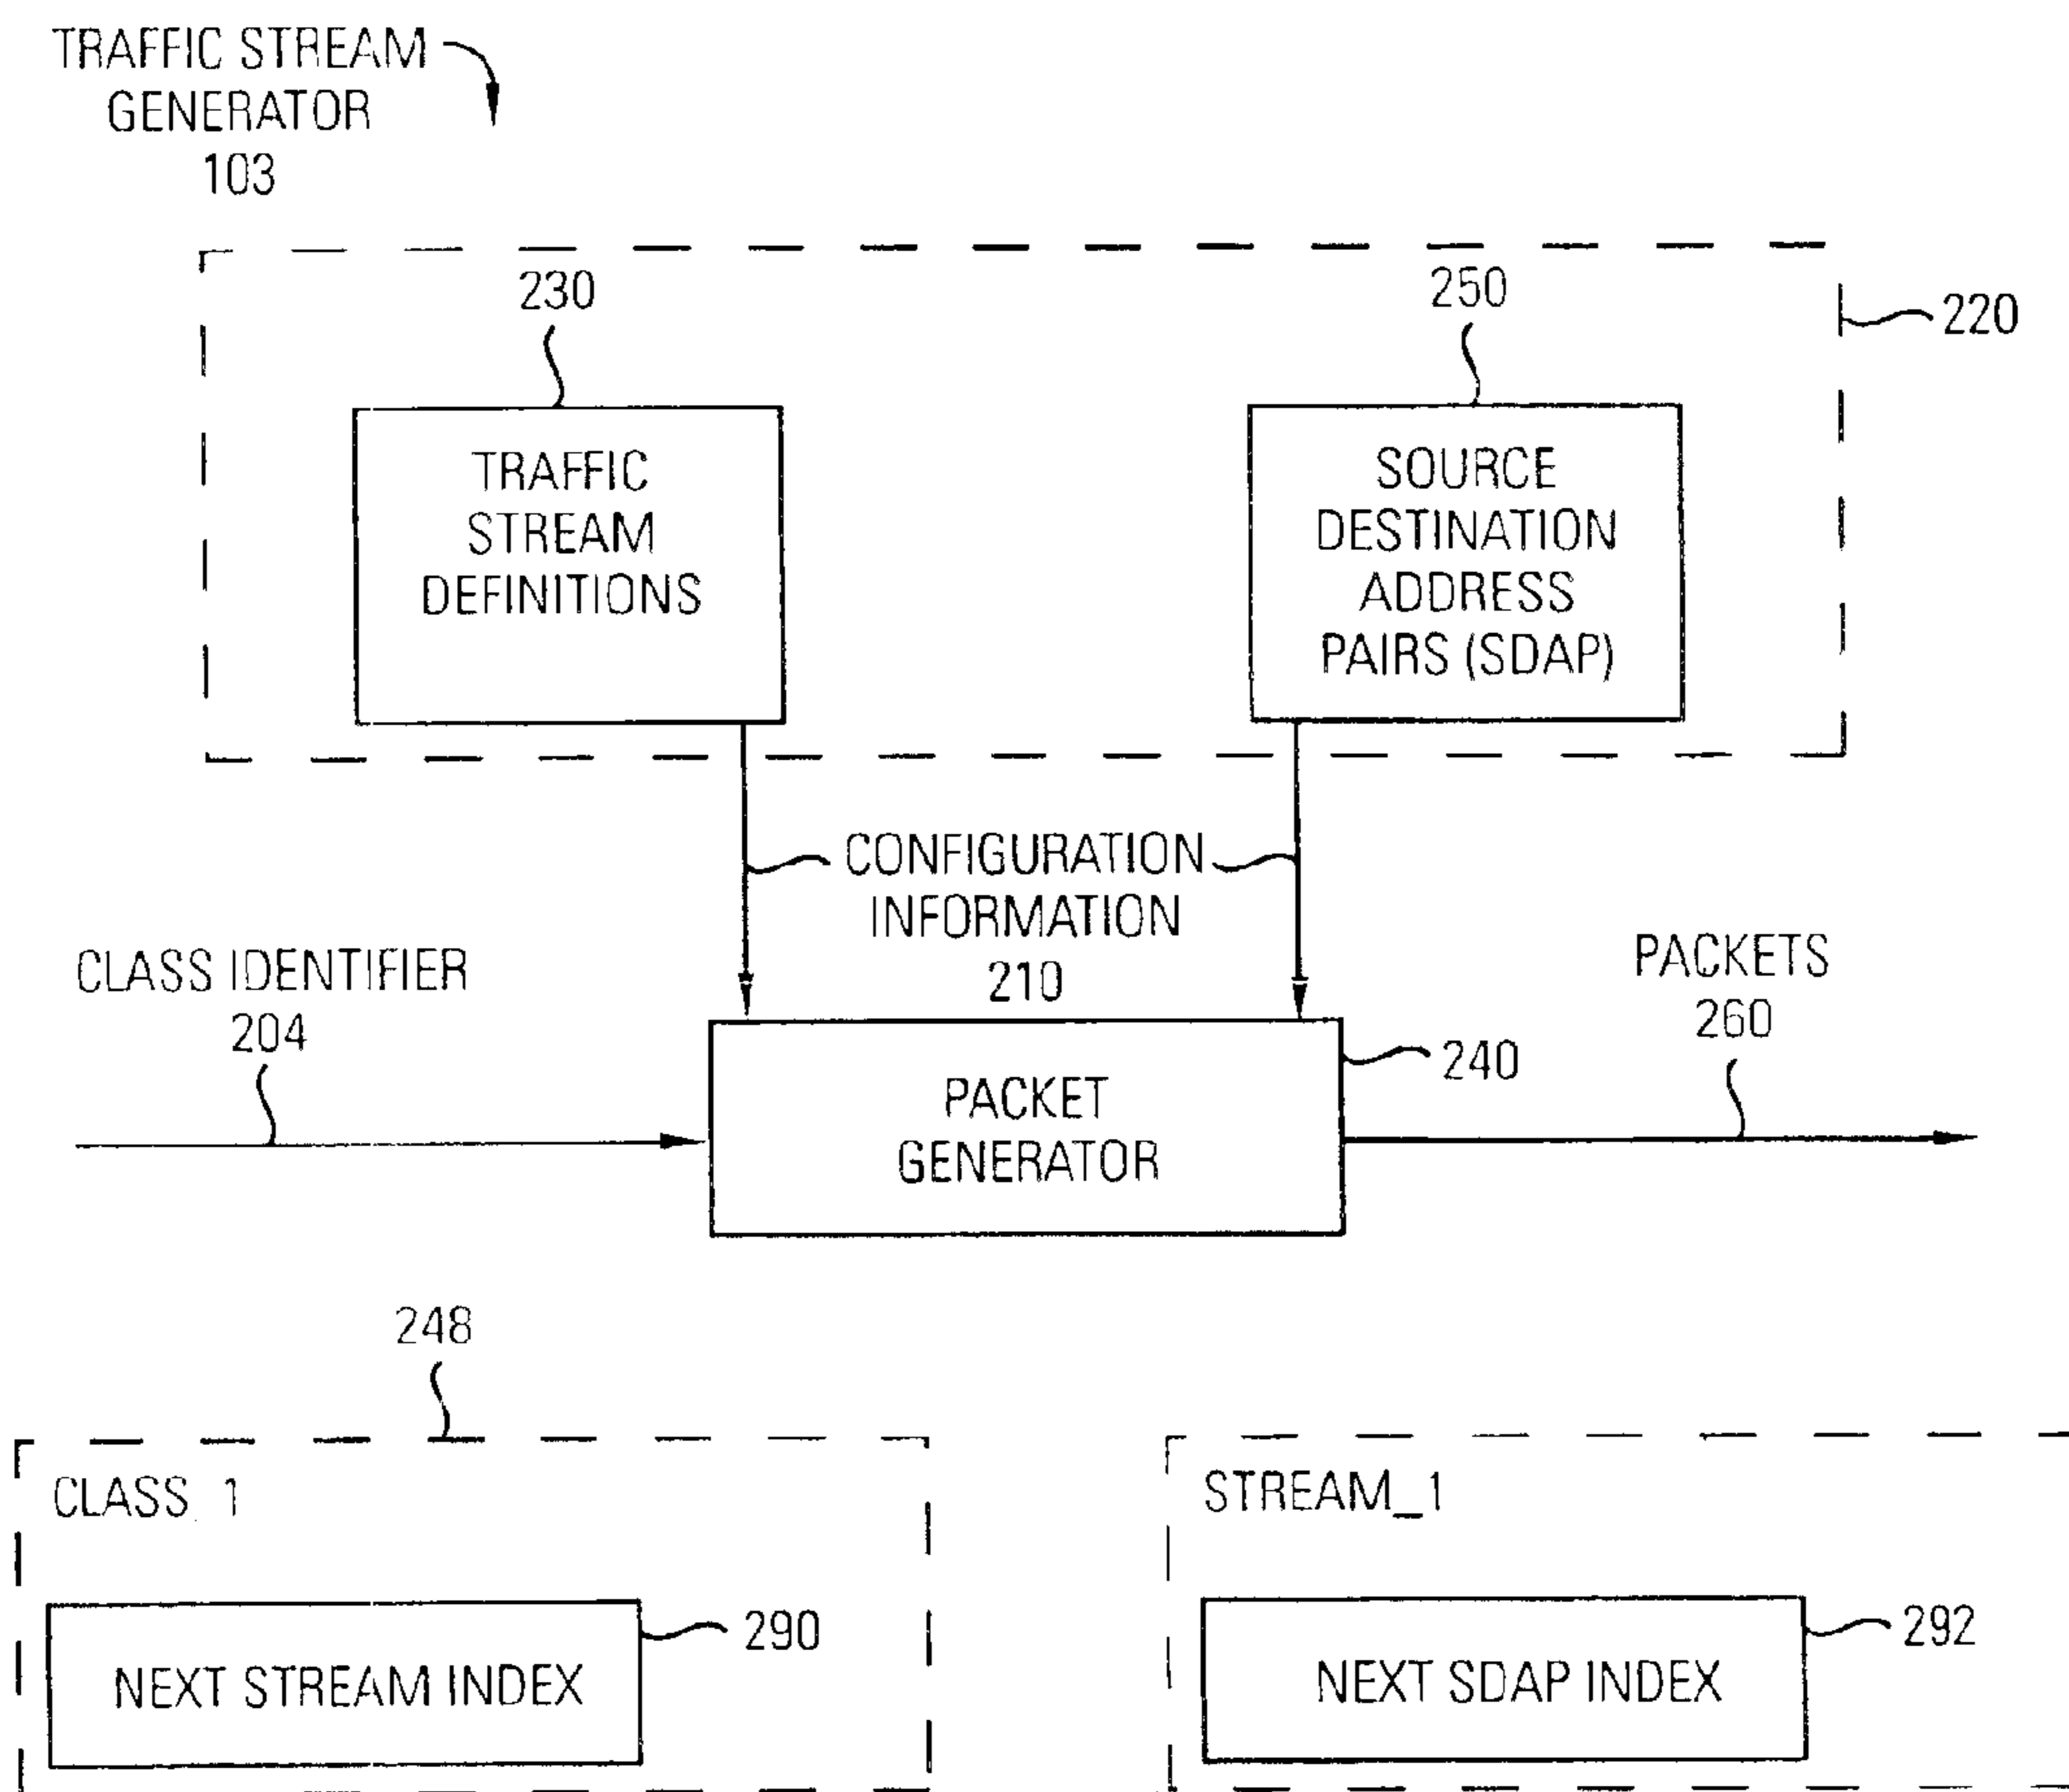 TRAFFIC STREAM
GENERATOR
103
230
250
220
TRAFFIC
STREAM
DEFINITIONS
SOURCE
DESTINATION
ADDRESS
PAIRS (SDAP)
CONFIGURATION
INFORMATION
210
CLASS IDENTIFIER
204
PACKETS
260
240
PACKET
GENERATOR
248
CLASS_1
STREAM_1
290
292
NEXT STREAM INDEX
NEXT SDAP INDEX